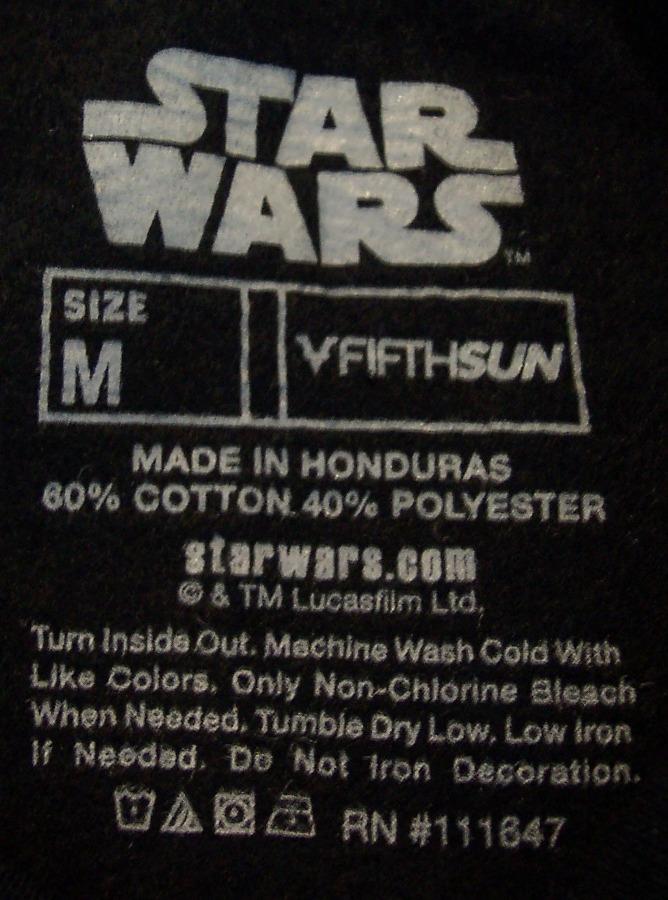 STAR
WARS
TM
SIZE
M
FIFTHSUN
MADE IN HONDURAS
60% COTTON 40% POLYESTER
starwars.com
© & TM Lucasfilm Ltd.
Turn Inside Out. Machine Wash Cold With
Like Colors. Only Non-Chlorine Bleach
When Needed. Tumble Dry Low. Low Iron
If Needed. Do Not Iron Decoration.
RN #111647